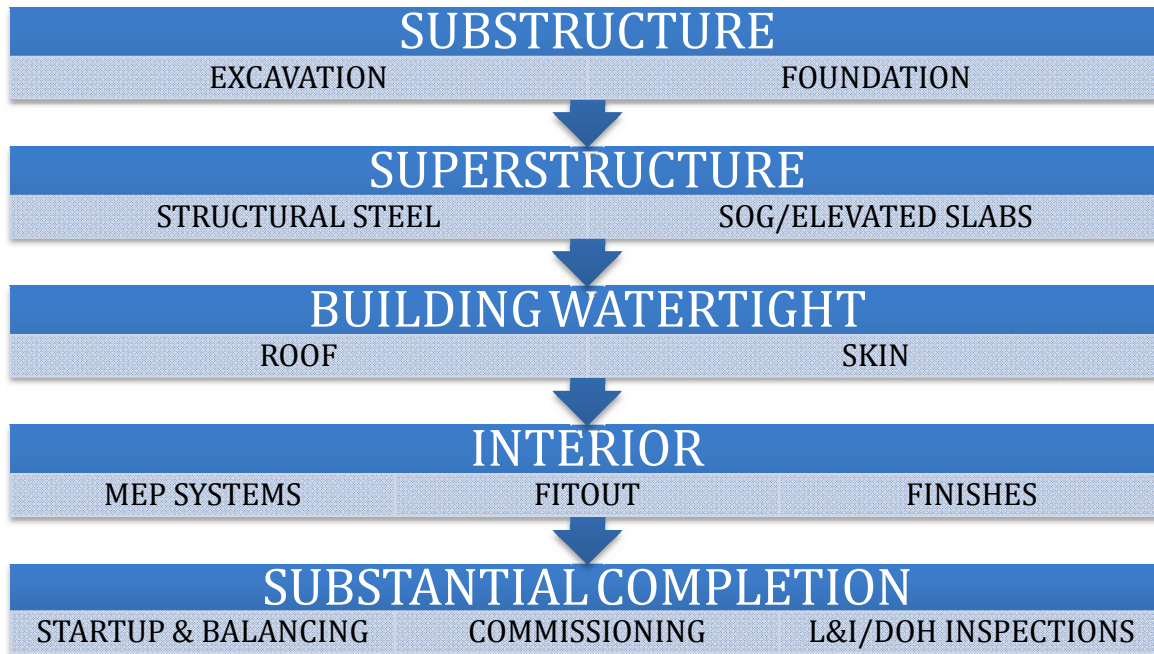 SUBSTRUCTURE
EXCAVATION FOUNDATION
SUPERSTRUCTURE
STRUCTURAL STEEL SOG/ELEVATED SLABS
BUILDING WATERTIGHT
ROOF SKIN
INTERIOR
MEP SYSTEMS FITOUT FINISHES
SUBSTANTIAL COMPLETION
STARTUP & BALANCING COMMISSIONING L&I/DOH INSPECTIONS